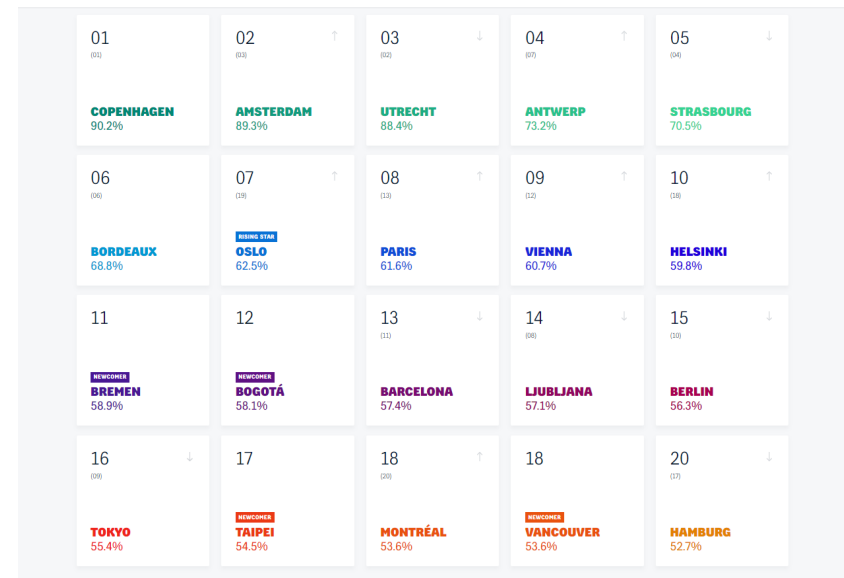 01
(01)
COPENHAGEN
90.2%
02 ↑
(03)
AMSTERDAM
89.3%
03 ↓
(02)
UTRECHT
88.4%
04 ↑
(07)
ANTWERP
73.2%
05 ↓
(04)
STRASBOURG
70.5%
06
(06)
BORDEAUX
68.8%
07 ↑
(19)
RISING STAR
OSLO
62.5%
08 ↑
(13)
PARIS
61.6%
09 ↑
(12)
VIENNA
60.7%
10 ↑
(18)
HELSINKI
59.8%
11
NEWCOMER
BREMEN
58.9%
12
NEWCOMER
BOGOTÁ
58.1%
13 ↓
(11)
BARCELONA
57.4%
14 ↓
(08)
LJUBLJANA
57.1%
15 ↓
(10)
BERLIN
56.3%
16 ↓
(09)
TOKYO
55.4%
17
NEWCOMER
TAIPEI
54.5%
18 ↑
(20)
MONTRÉAL
53.6%
18
NEWCOMER
VANCOUVER
53.6%
20 ↓
(17)
HAMBURG
52.7%